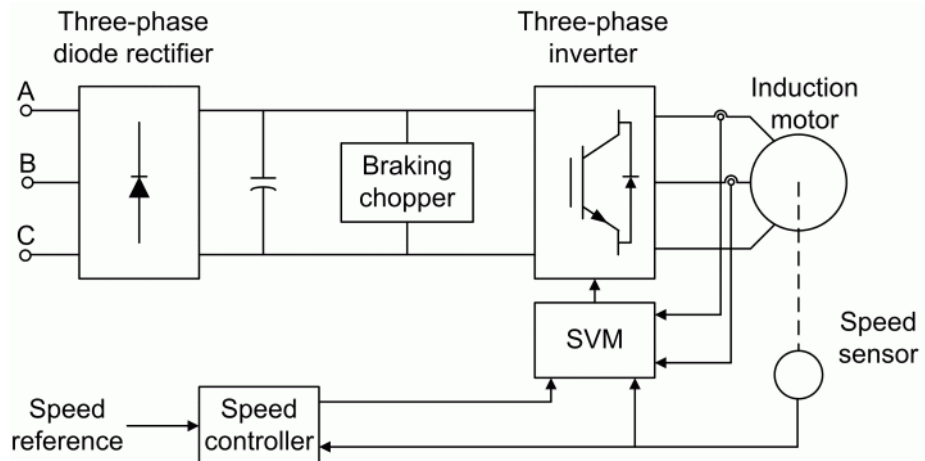 Three-phase
diode rectifier
Three-phase
inverter
Induction
motor
A
B
C
Braking
chopper
SVM
Speed
sensor
Speed
reference
Speed
controller